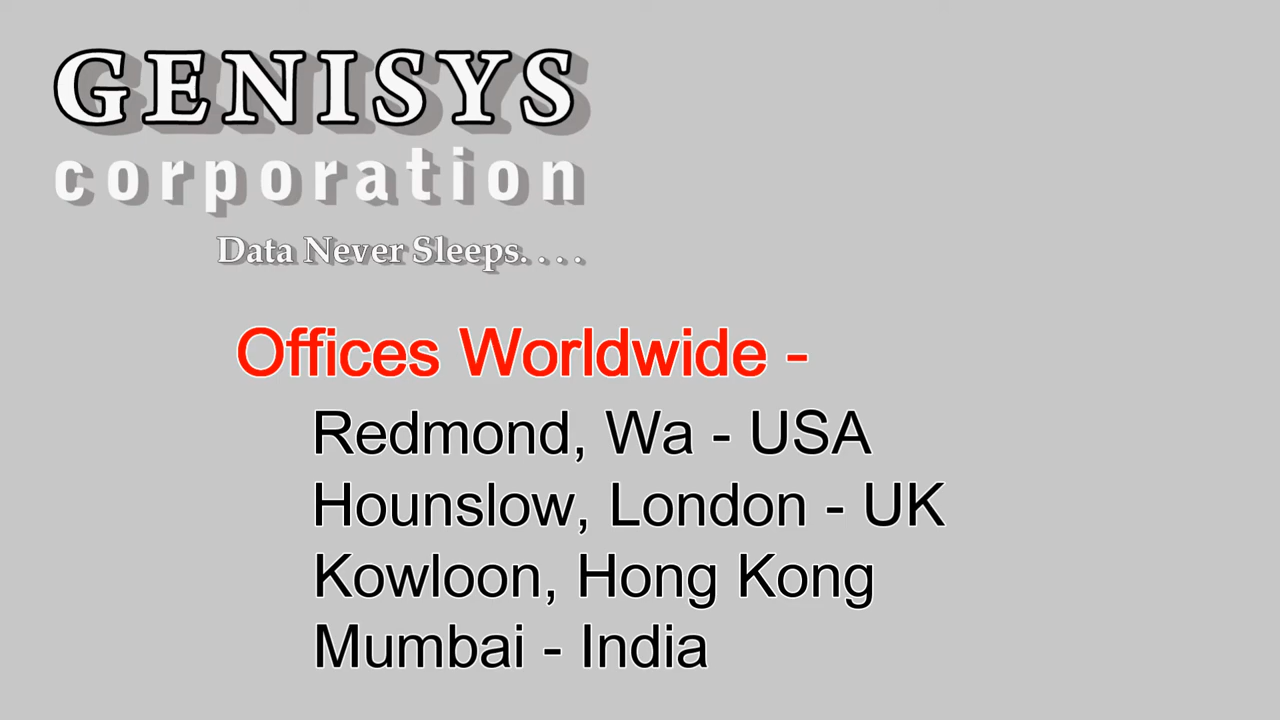 GENISYS
corporation
Data Never Sleeps. . . .
Offices Worldwide -
Redmond, Wa - USA
Hounslow, London - UK
Kowloon, Hong Kong
Mumbai - India